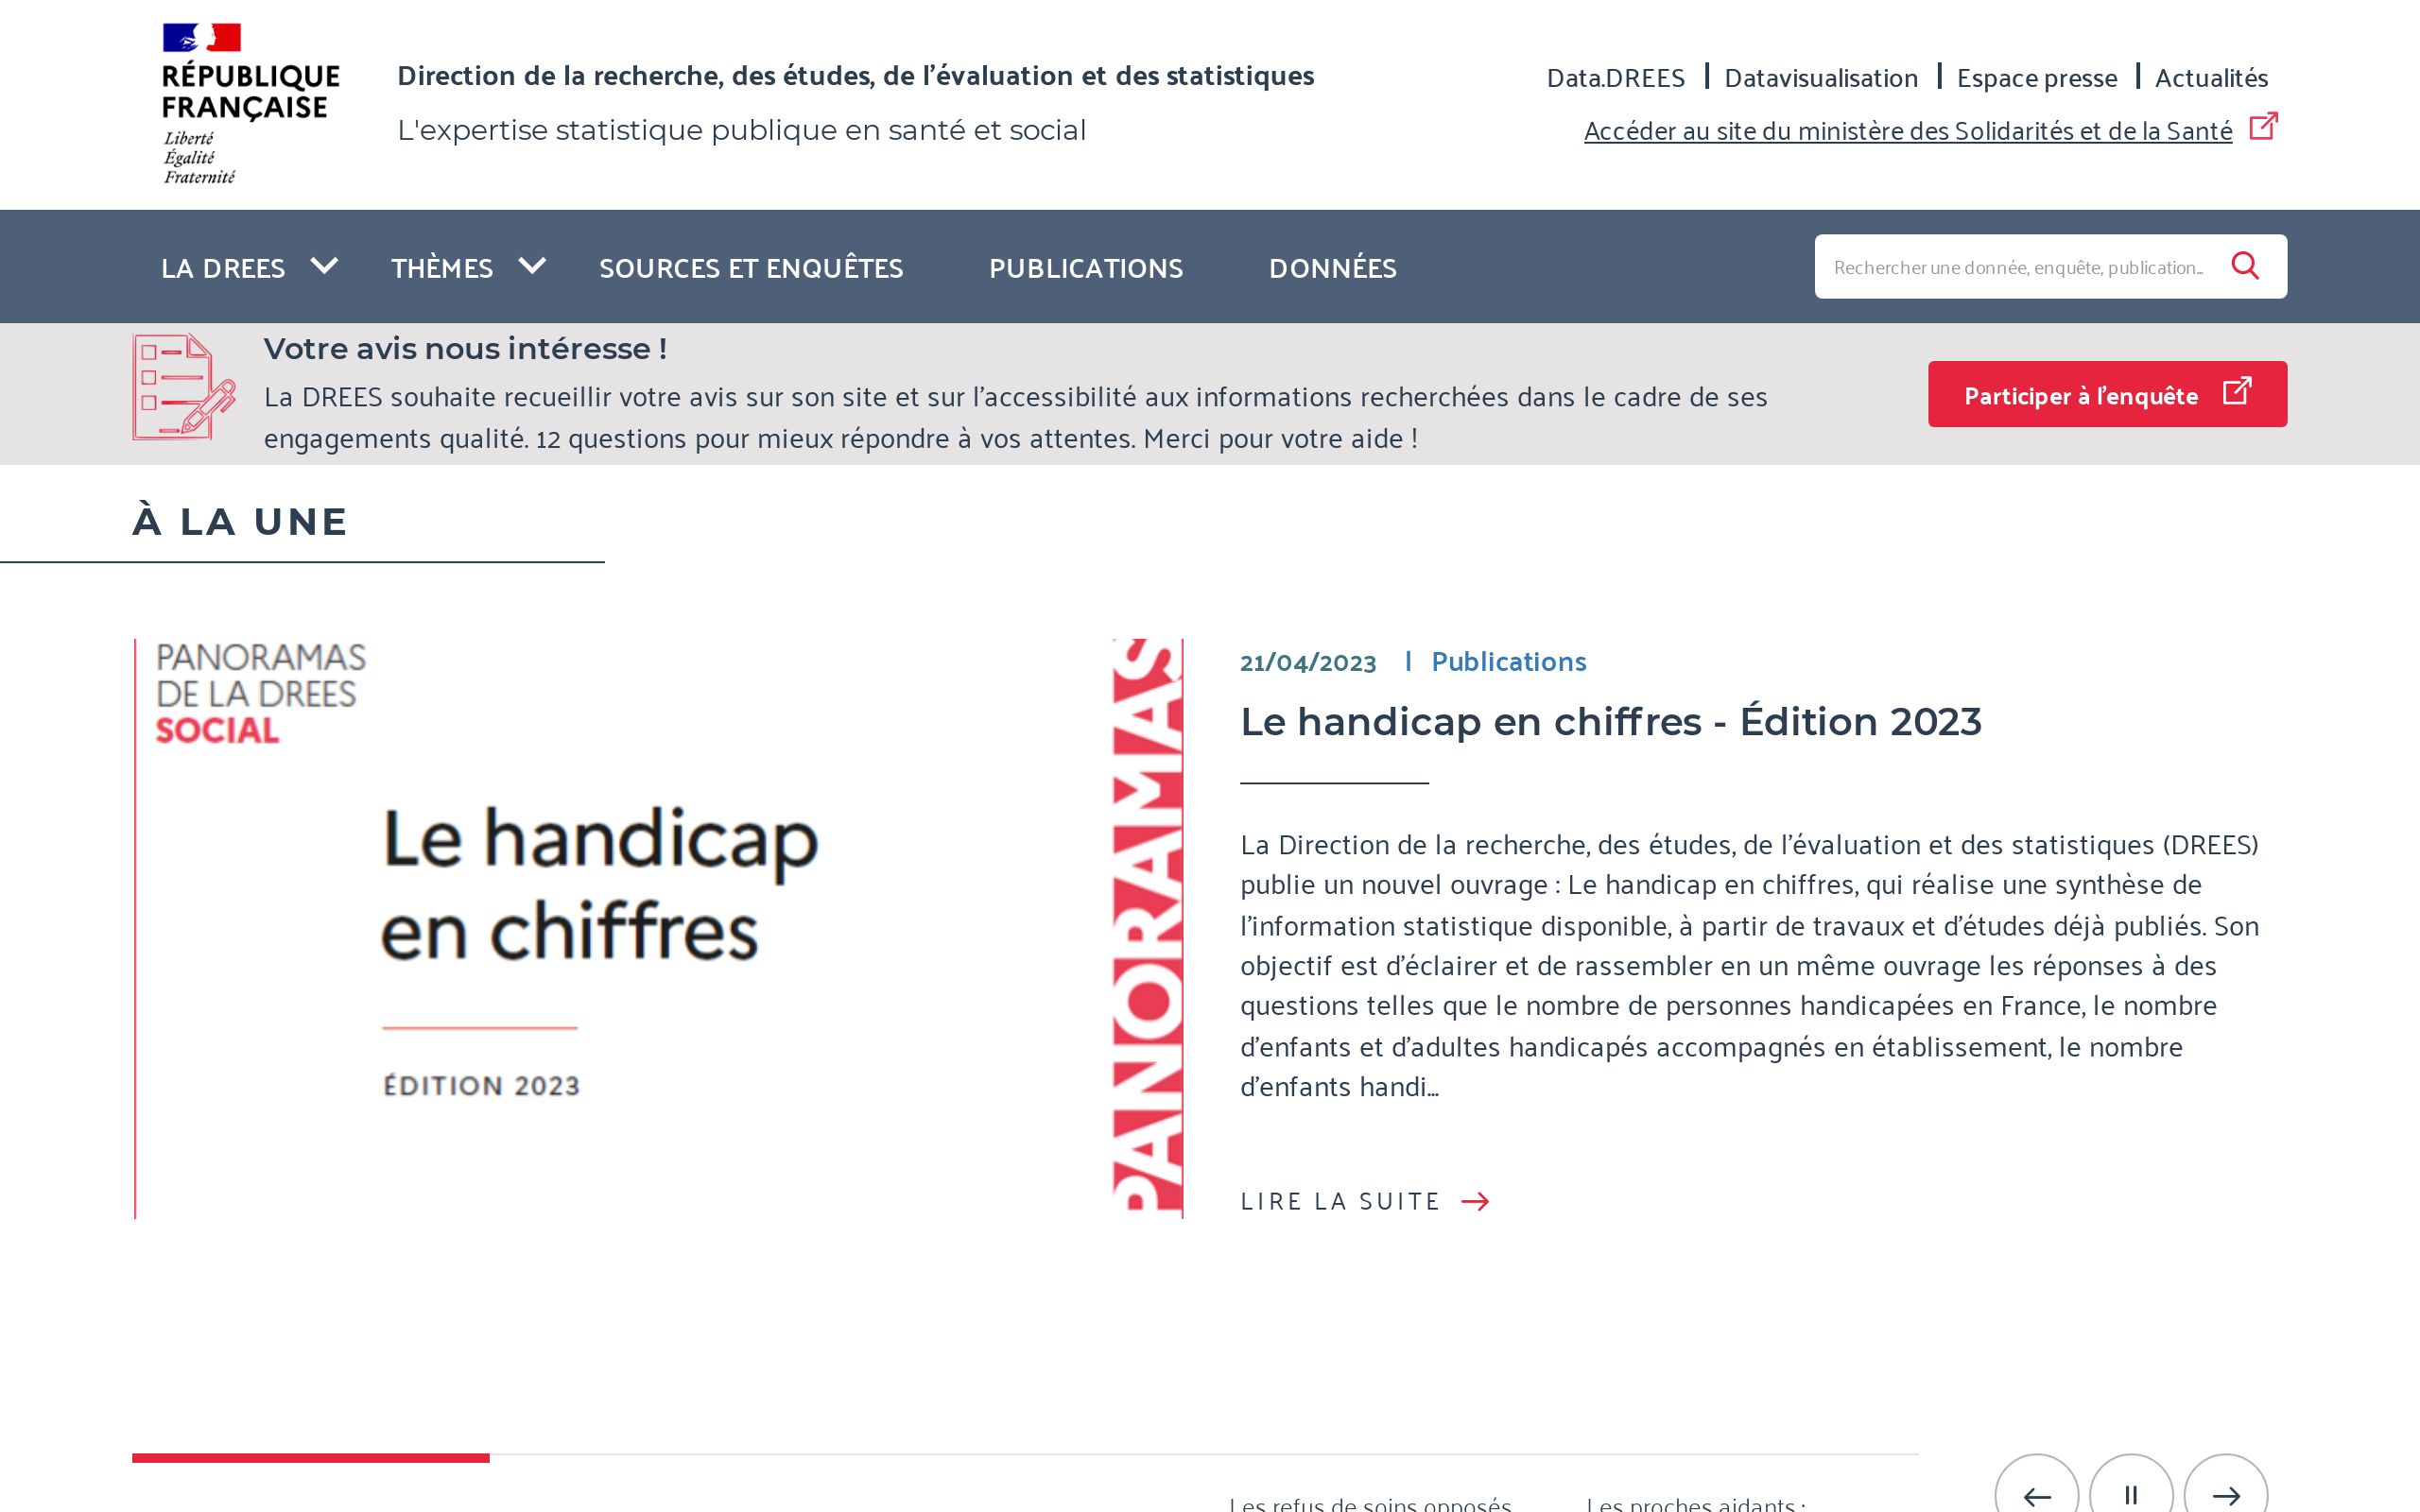 RÉPUBLIQUE
FRANÇAISE
Liberté
Égalité
Fraternité
Direction de la recherche, des études, de l'évaluation et des statistiques
L'expertise statistique publique en santé et social
Data.DREES
Datavisualisation
Espace presse
Actualités
Accéder au site du ministère des Solidarités et de la Santé
LA DREES
THÈMES
SOURCES ET ENQUÊTES
PUBLICATIONS
DONNÉES
Rechercher une donnée, enquête, publication...
Votre avis nous intéresse !
La DREES souhaite recueillir votre avis sur son site et sur l'accessibilité aux informations recherchées dans le cadre de ses
engagements qualité. 12 questions pour mieux répondre à vos attentes. Merci pour votre aide !
Participer à l'enquête
À LA UNE
PANORAMAS
DE LA DREES
SOCIAL
Le handicap
en chiffres
ÉDITION 2023
PANORAMAS
21/04/2023 | Publications
Le handicap en chiffres - Édition 2023
La Direction de la recherche, des études, de l'évaluation et des statistiques (DREES)
publie un nouvel ouvrage : Le handicap en chiffres, qui réalise une synthèse de
l'information statistique disponible, à partir de travaux et d'études déjà publiés. Son
objectif est d'éclairer et de rassembler en un même ouvrage les réponses à des
questions telles que le nombre de personnes handicapées en France, le nombre
d'enfants et d'adultes handicapés accompagnés en établissement, le nombre
d'enfants handi...
LIRE LA SUITE
Les refus de soins opposés
Les proches aidants :